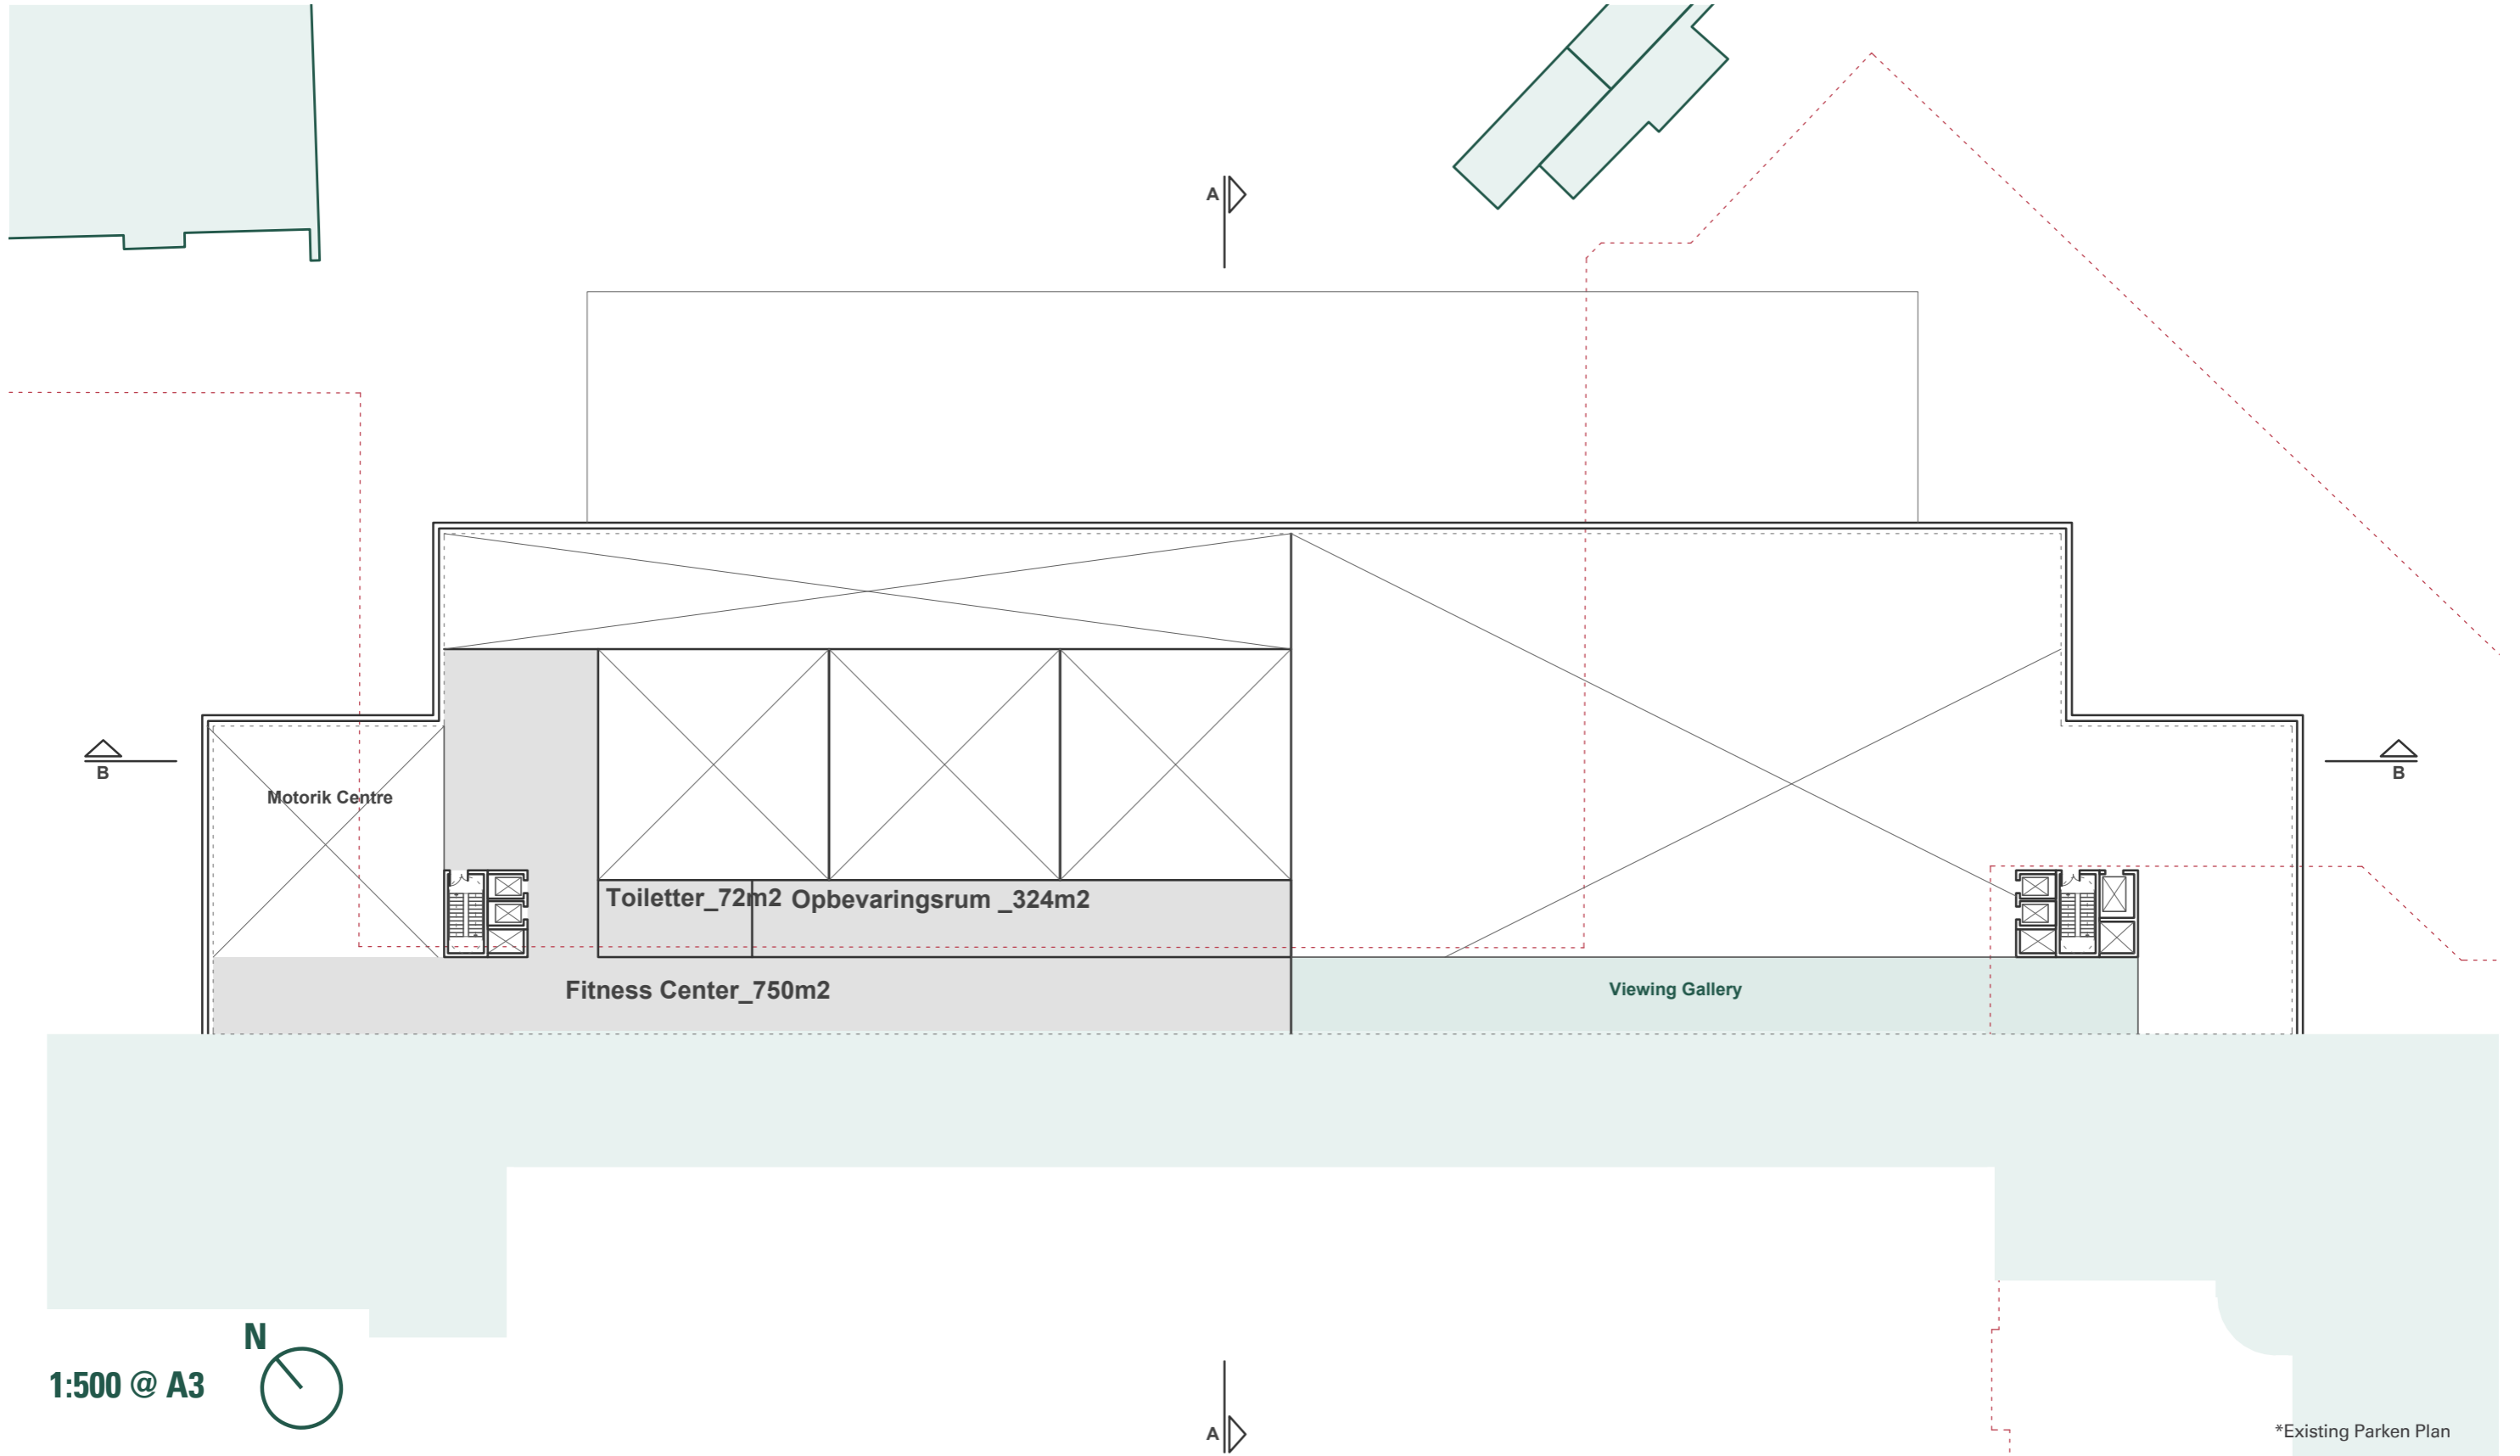 A
B
B
Motorik Centre
Toiletter_72m2
Opbevaringsrum _324m2
Fitness Center_750m2
Viewing Gallery
N
1:500 @ A3
A
*Existing Parken Plan